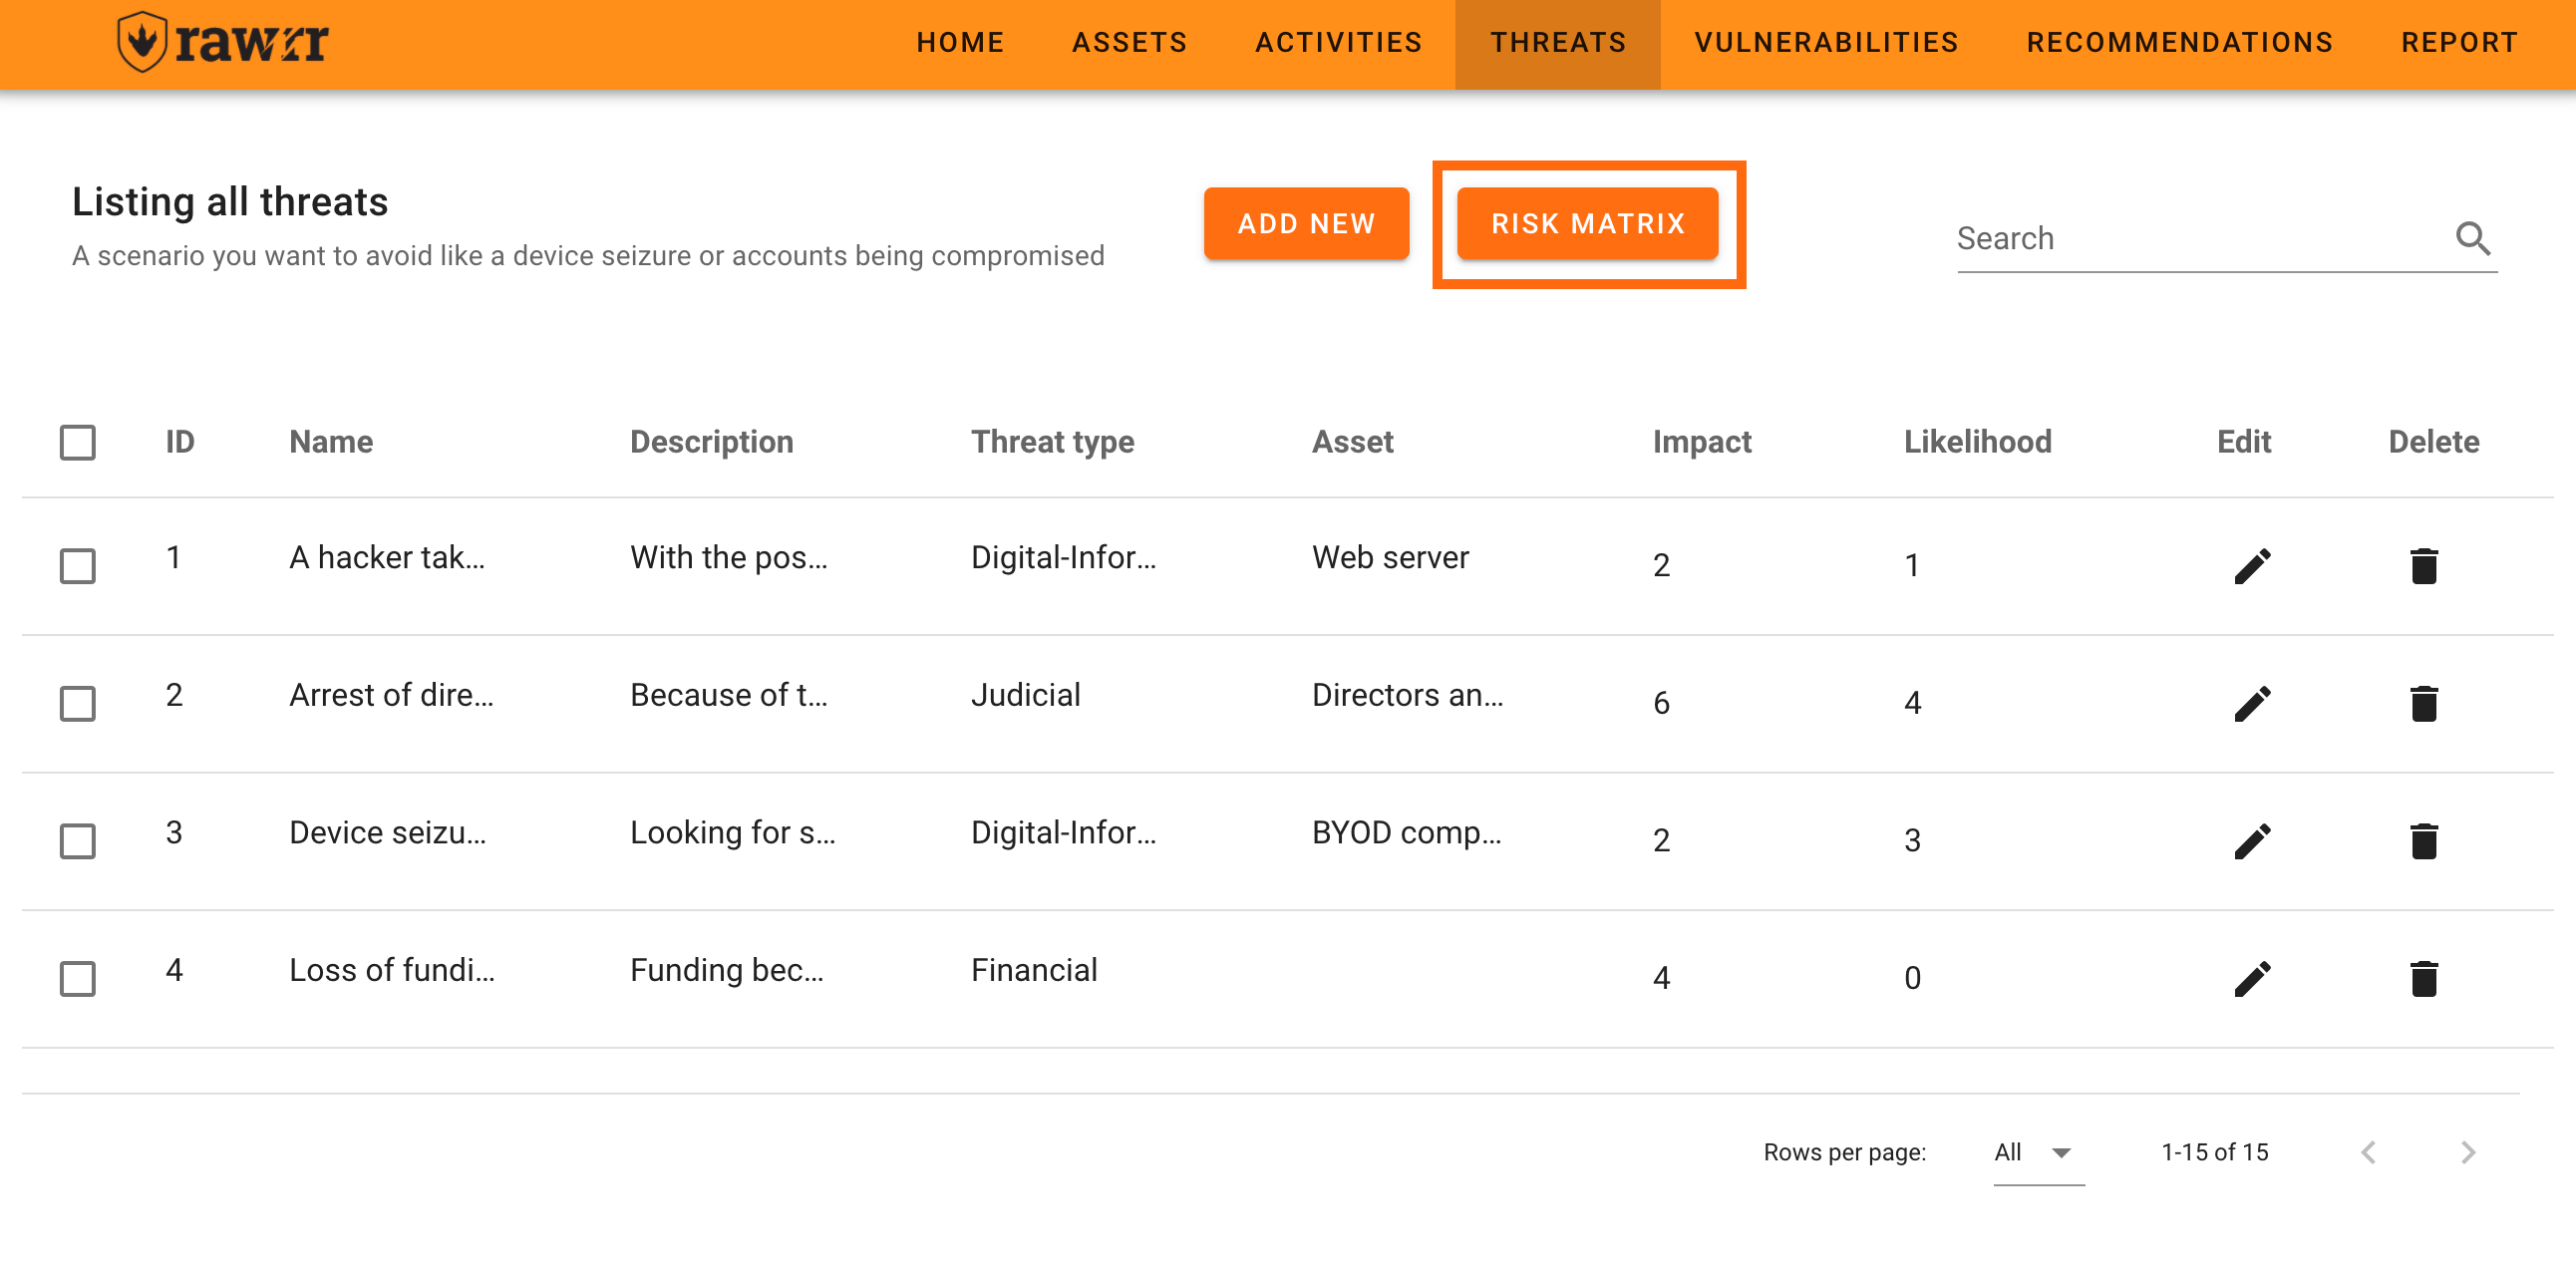 rawrr
HOME ASSETS ACTIVITIES THREATS VULNERABILITIES RECOMMENDATIONS REPORT
Listing all threats
A scenario you want to avoid like a device seizure or accounts being compromised
ADD NEW RISK MATRIX
Search
ID Name Description Threat type Asset Impact Likelihood Edit Delete
1 A hacker tak... With the pos... Digital-Infor... Web server 2 1
2 Arrest of dire... Because of t... Judicial Directors an... 6 4
3 Device seizu... Looking for s... Digital-Infor... BYOD comp... 2 3
4 Loss of fundi... Funding bec... Financial 4 0
Rows per page: All 1-15 of 15